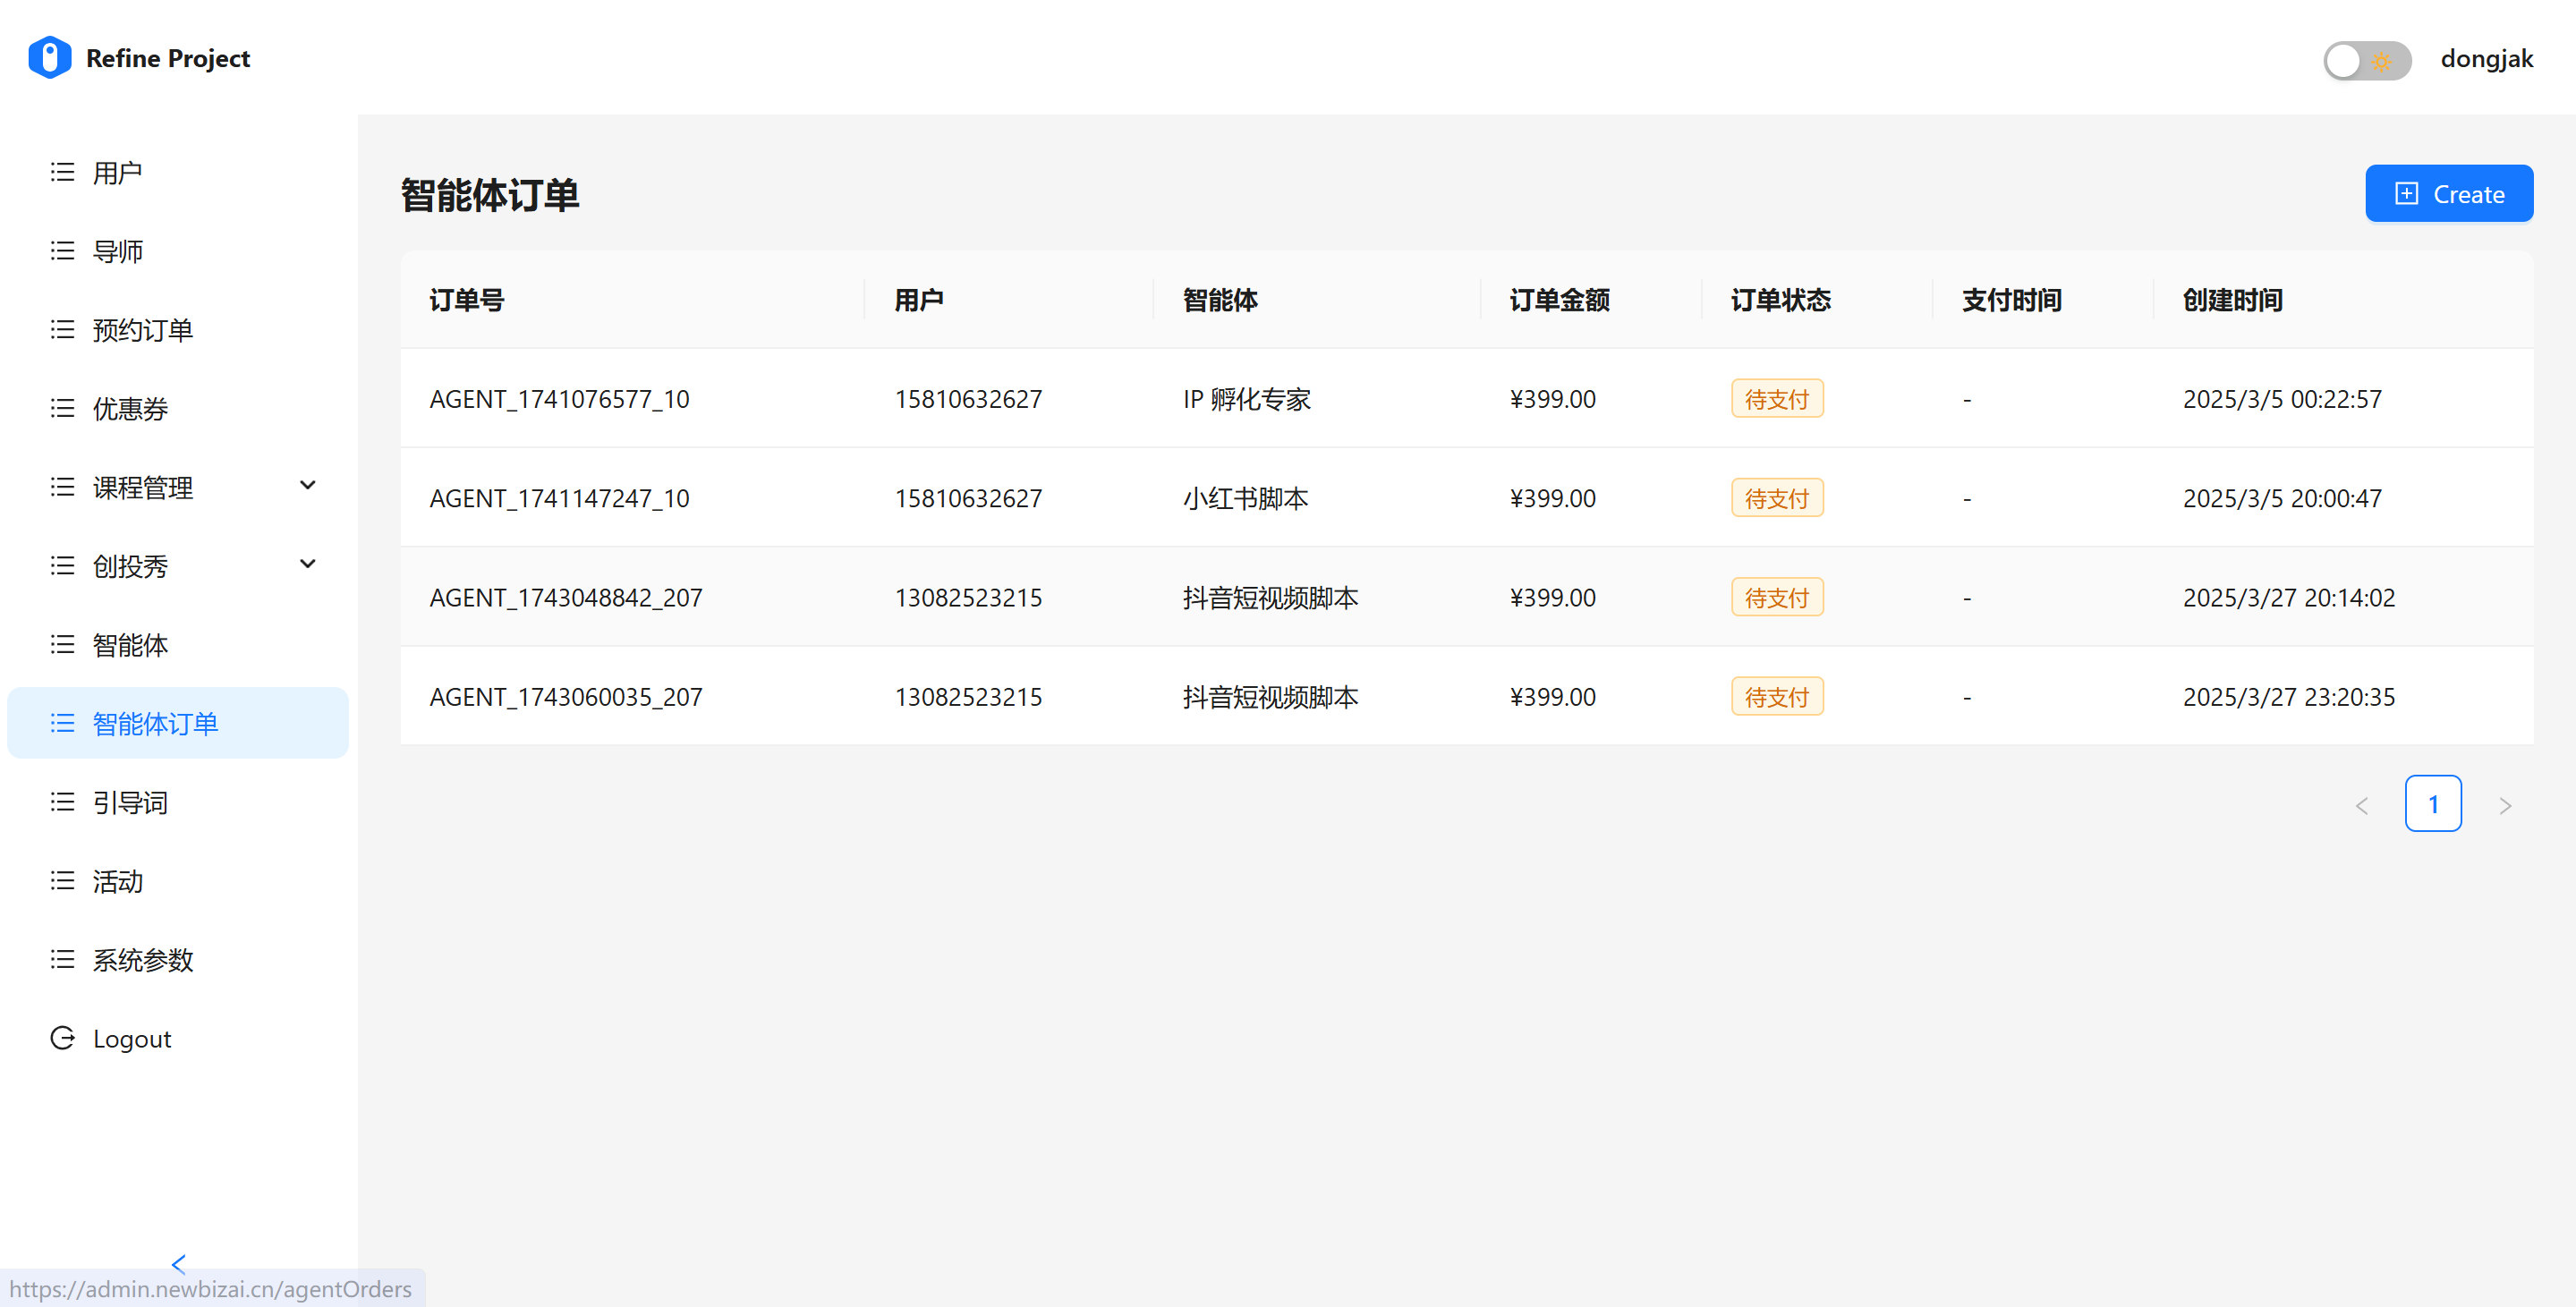 Refine Project
dongjak
用户
导师
预约订单
优惠券
课程管理
创投秀
智能体
智能体订单
引导词
活动
系统参数
Logout
智能体订单
Create
订单号 用户 智能体 订单金额 订单状态 支付时间 创建时间
AGENT_1741076577_10 15810632627 IP 孵化专家 ¥399.00 待支付 - 2025/3/5 00:22:57
AGENT_1741147247_10 15810632627 小红书脚本 ¥399.00 待支付 - 2025/3/5 20:00:47
AGENT_1743048842_207 13082523215 抖音短视频脚本 ¥399.00 待支付 - 2025/3/27 20:14:02
AGENT_1743060035_207 13082523215 抖音短视频脚本 ¥399.00 待支付 - 2025/3/27 23:20:35
1
https://admin.newbizai.cn/agentOrders